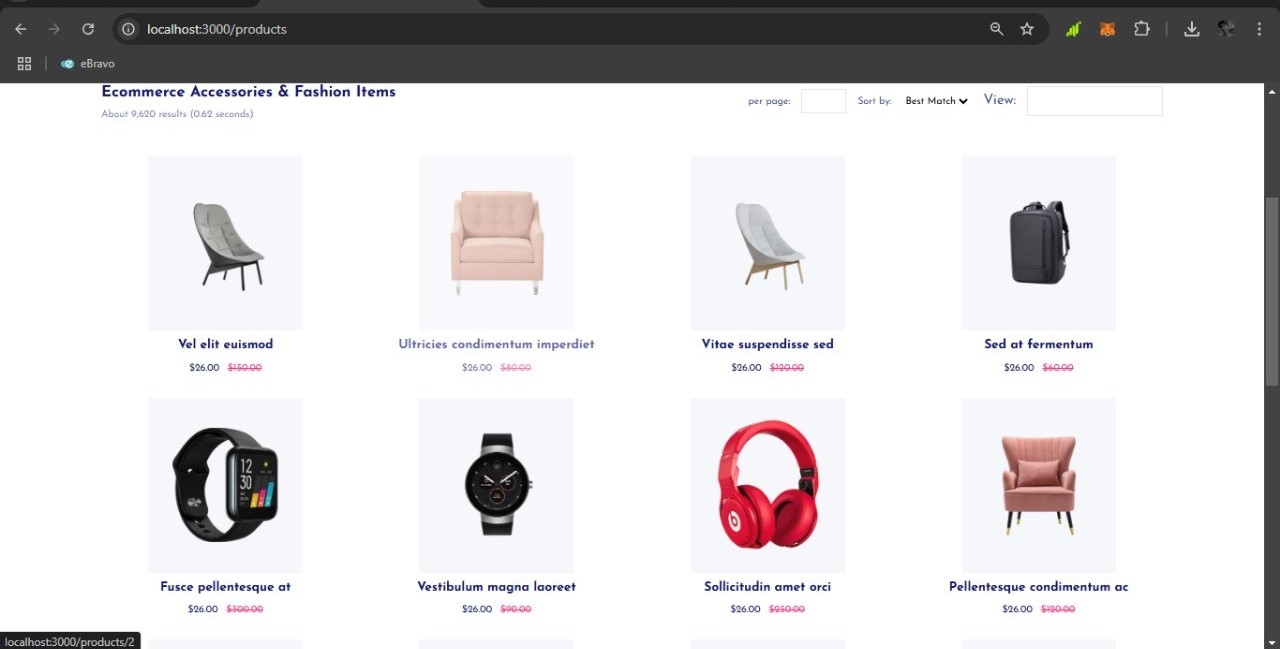 localhost:3000/products
eBravo
Ecommerce Accessories & Fashion Items
About 9,620 results (0.62 seconds)
per page: Sort by: Best Match View:
Vel elit euismod
$26.00 $150.00
Ultricies condimentum imperdiet
$26.00 $80.00
Vitae suspendisse sed
$26.00 $120.00
Sed at fermentum
$26.00 $60.00
12
30
b
Fusce pellentesque at
$26.00 $300.00
Vestibulum magna laoreet
$26.00 $90.00
Sollicitudin amet orci
$26.00 $250.00
Pellentesque condimentum ac
$26.00 $120.00
localhost:3000/products/2